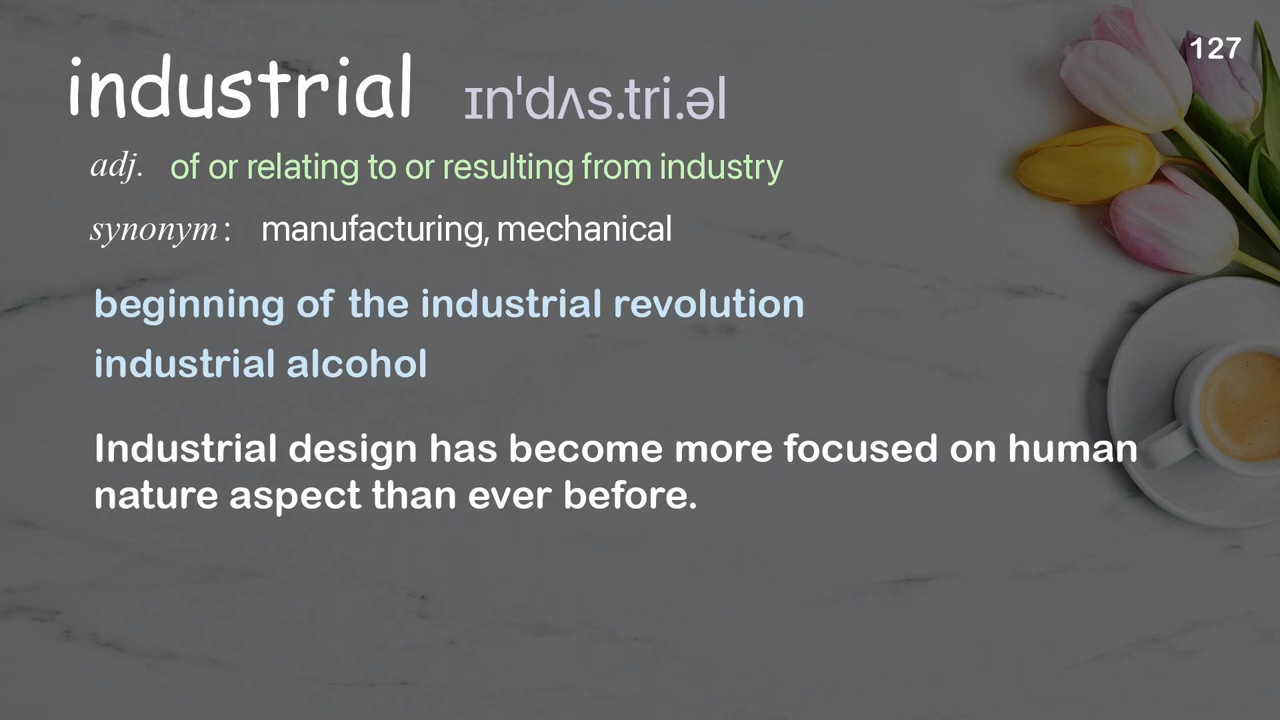 127
industrial ɪnˈdʌs.tri.əl
adj. of or relating to or resulting from industry
synonym: manufacturing, mechanical
beginning of the industrial revolution
industrial alcohol
Industrial design has become more focused on human
nature aspect than ever before.